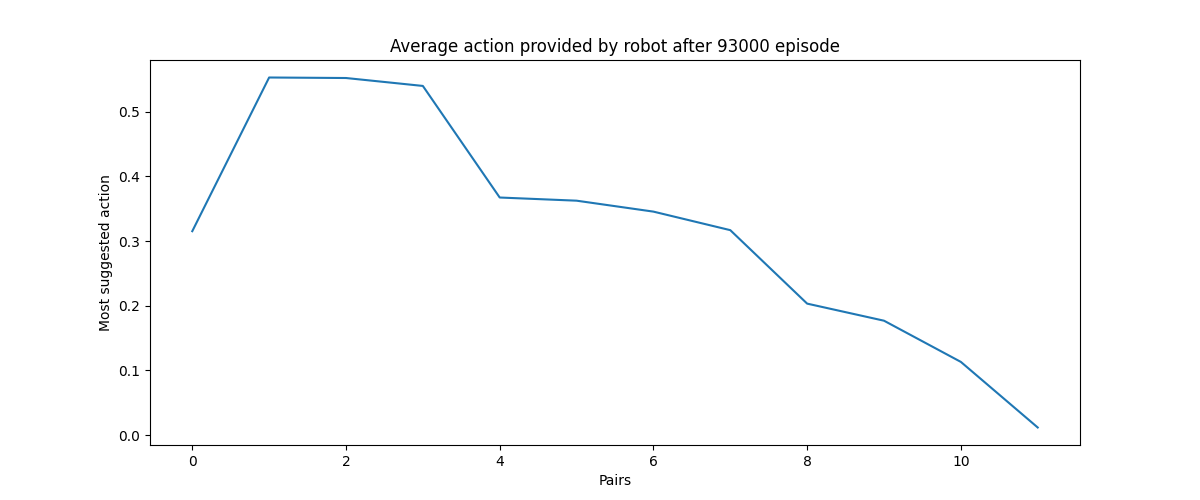 Average action provided by robot after 93000 episode
Most suggested action
0.5
0.4
0.3
0.2
0.1
0.0
0 2 4 6 8 10
Pairs